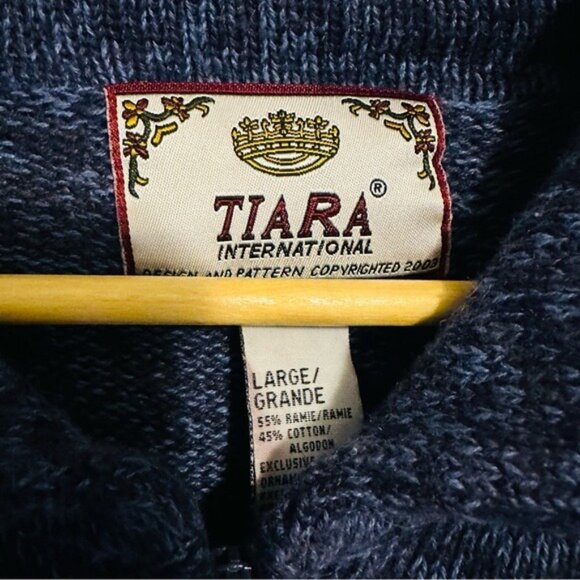 TIARA®
INTERNATIONAL
DESIGN AND PATTERN COPYRIGHTED
LARGE/
GRANDE
55% RAMIE/RAMIE
45% COTTON/
ALGODON
EXCLUSIVE